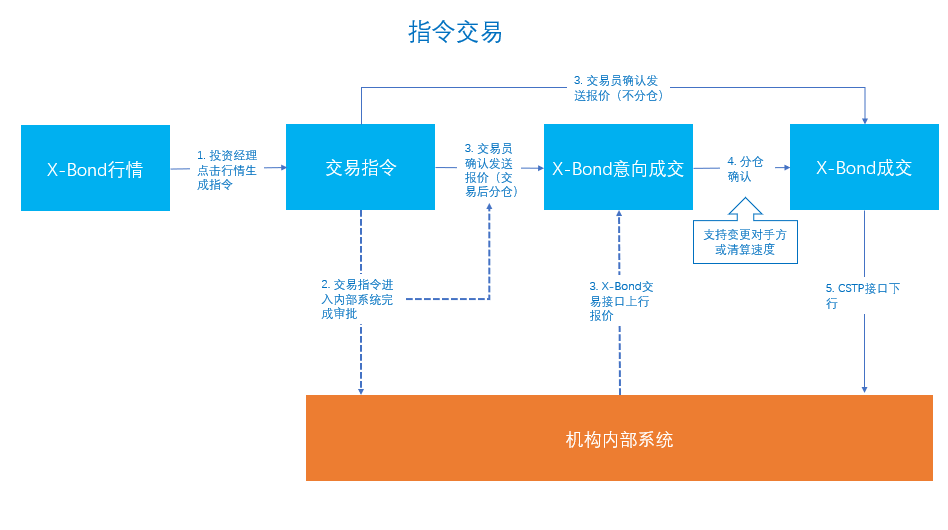 指令交易
3. 交易员确认发
送报价（不分仓）
X-Bond行情
1. 投资经理
点击行情生
成指令
交易指令
3. 交易员
确认发送
报价（交
易后分仓）
X-Bond意向成交
4. 分仓
确认
X-Bond成交
支持变更对手方
或清算速度
2. 交易指令进
入内部系统完
成审批
3. X-Bond交
易接口上行
报价
5. CSTP接口下
行
机构内部系统